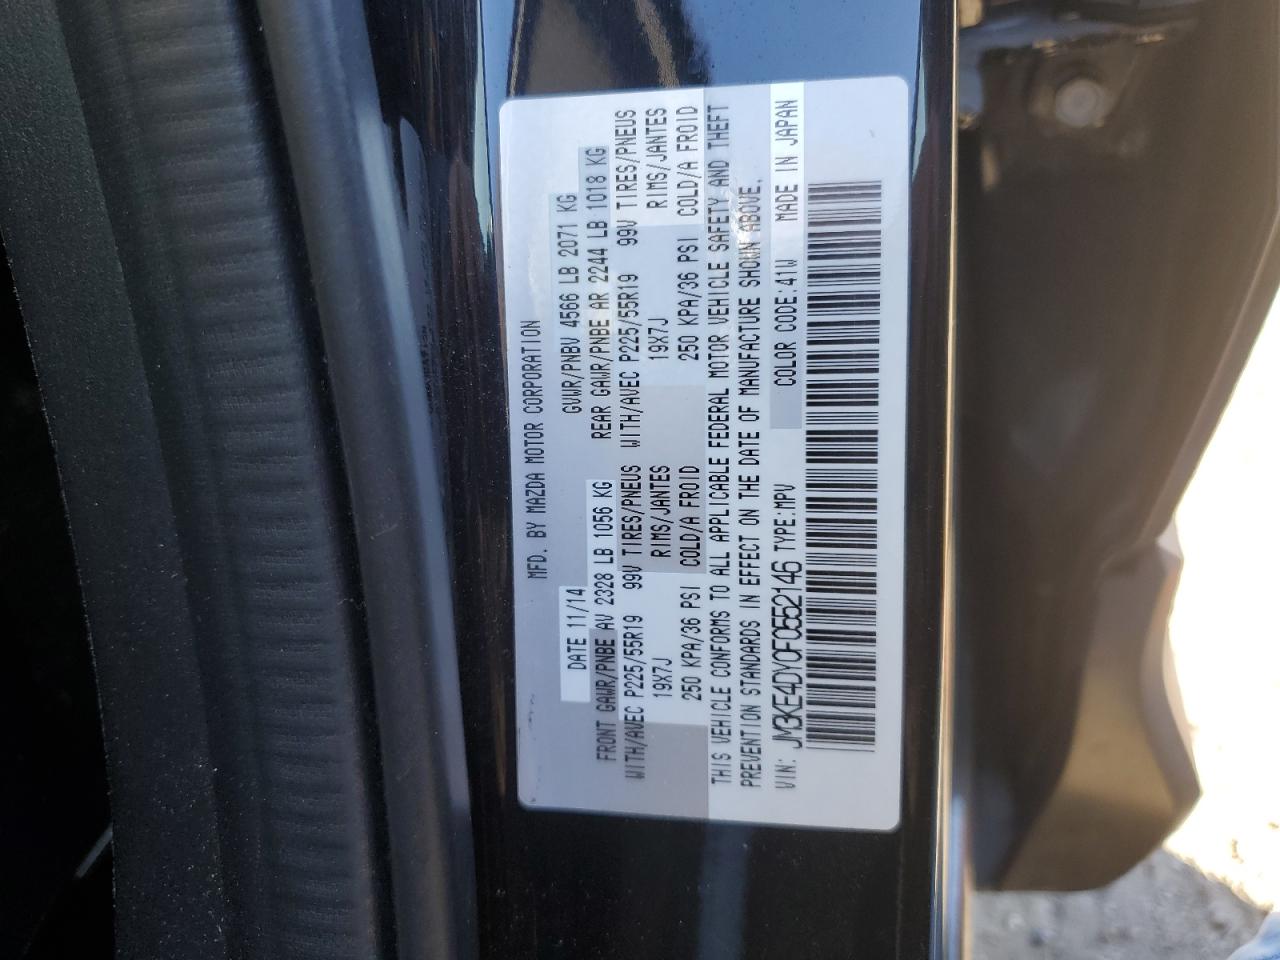 MFD. BY MAZDA MOTOR CORPORATION
DATE 11/14 GVWR/PNBV 4566 LB 2071 KG
FRONT GAWR/PNBE AV 2328 LB 1056 KG REAR GAWR/PNBE AR 2244 LB 1018 KG
WITH/AVEC P225/55R19 99V TIRES/PNEUS WITH/AVEC P225/55R19 99V TIRES/PNEUS
19X7J RIMS/JANTES 19X7J RIMS/JANTES
250 KPA/36 PSI COLD/A FROID 250 KPA/36 PSI COLD/A FROID
THIS VEHICLE CONFORMS TO ALL APPLICABLE FEDERAL MOTOR VEHICLE SAFETY AND THEFT
PREVENTION STANDARDS IN EFFECT ON THE DATE OF MANUFACTURE SHOWN ABOVE.
VIN: JM3KE4DY0F0552146 TYPE:MPV COLOR CODE:41W MADE IN JAPAN